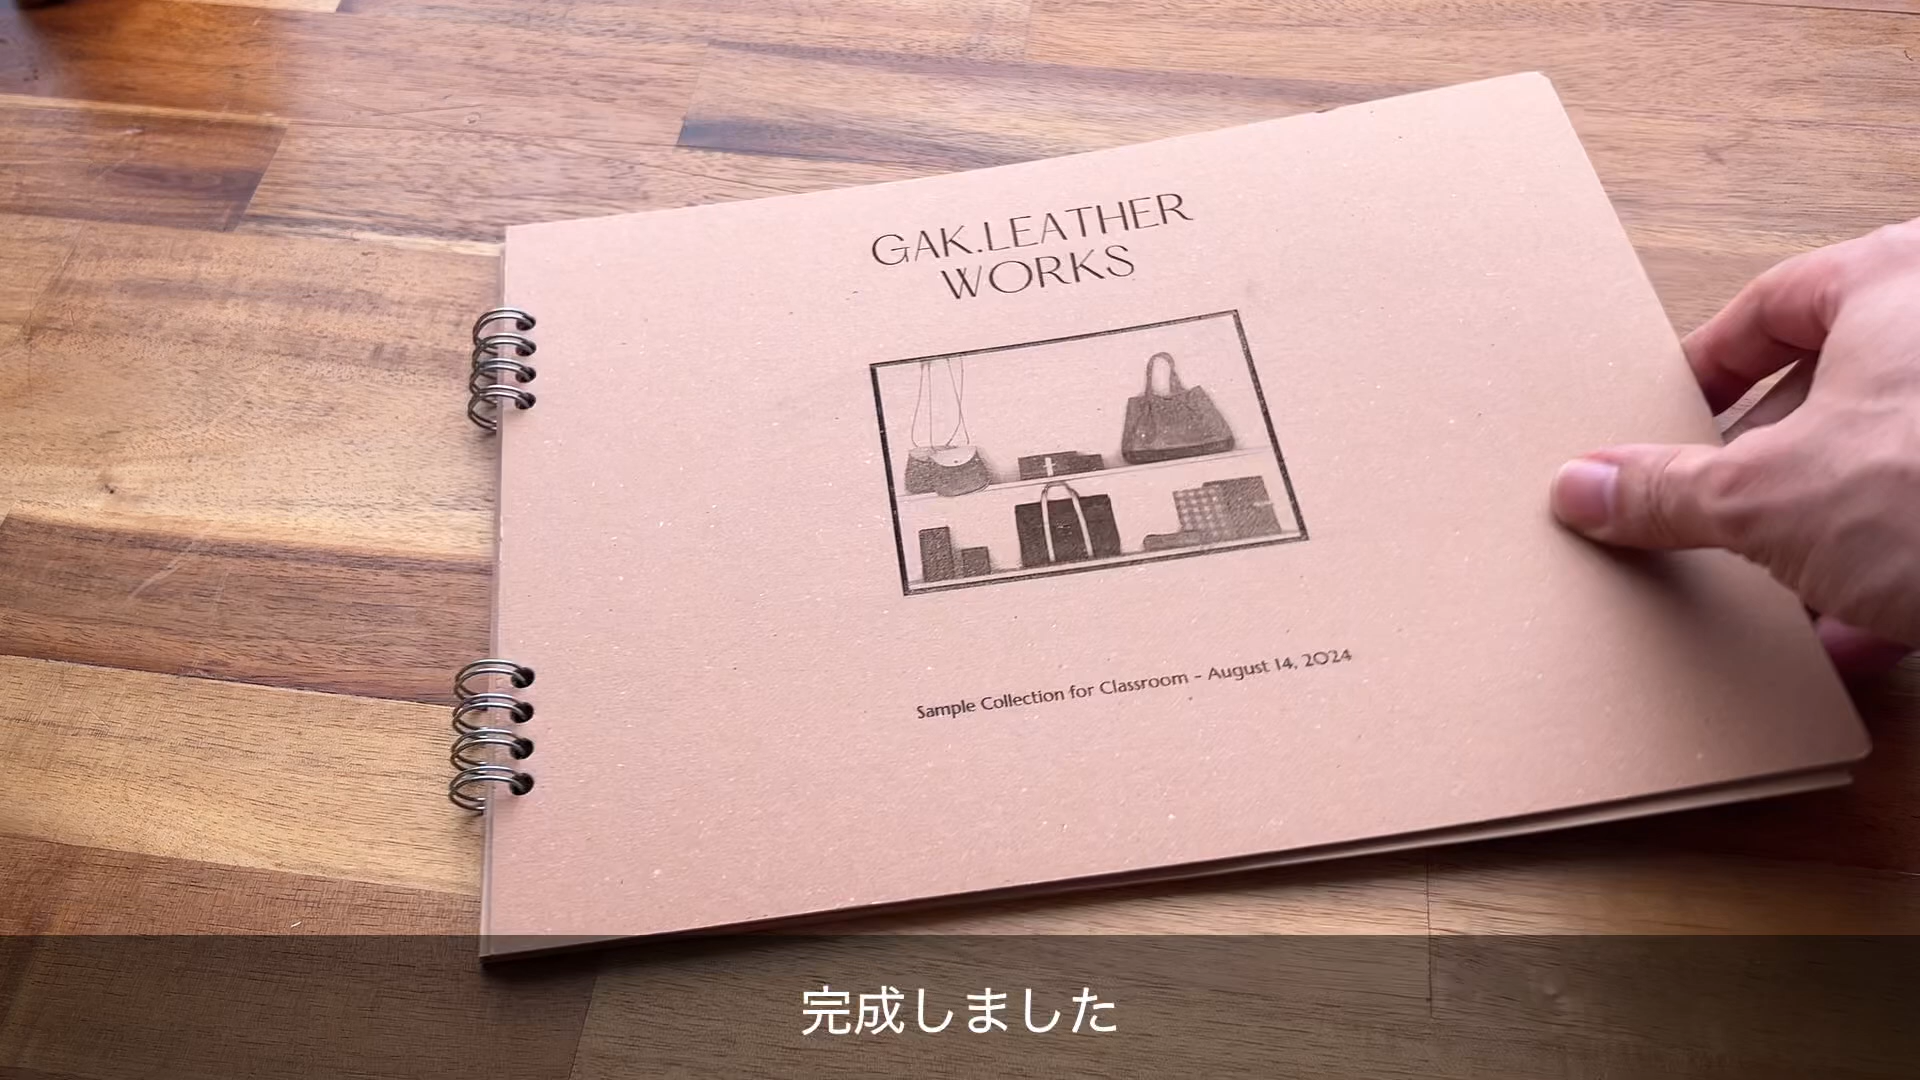 GAK.LEATHER
WORKS
Sample Collection for Classroom - August 14, 2024
完成しました